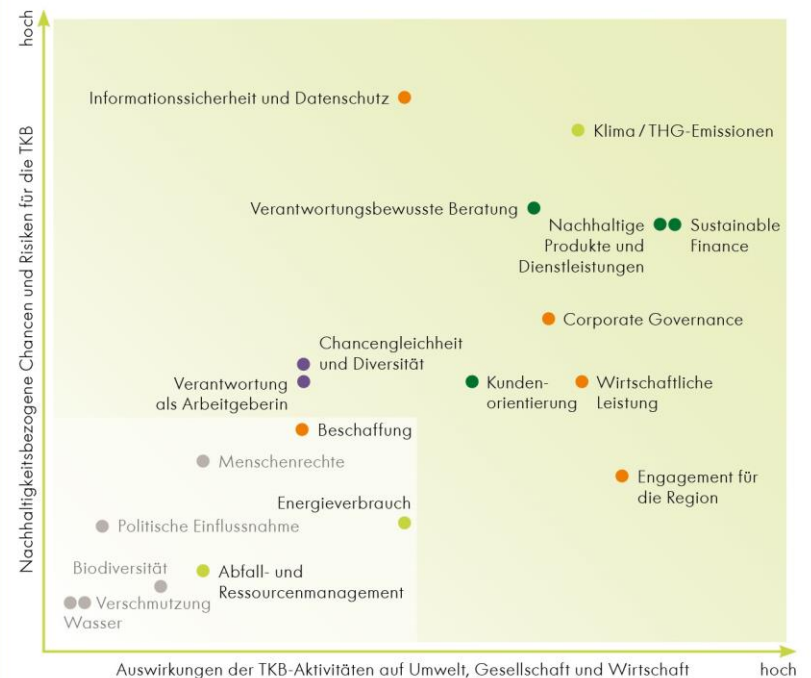 hoch
Nachhaltigkeitsbezogene Chancen und Risiken für die TKB
Informationssicherheit und Datenschutz
Klima / THG-Emissionen
Verantwortungsbewusste Beratung
Nachhaltige
Produkte und
Dienstleistungen
Sustainable
Finance
Corporate Governance
Chancengleichheit
und Diversität
Verantwortung
als Arbeitgeberin
Kunden-
orientierung
Wirtschaftliche
Leistung
Beschaffung
Menschenrechte
Engagement für
die Region
Energieverbrauch
Politische Einflussnahme
Biodiversität
Abfall- und
Ressourcenmanagement
Verschmutzung
Wasser
Auswirkungen der TKB-Aktivitäten auf Umwelt, Gesellschaft und Wirtschaft
hoch